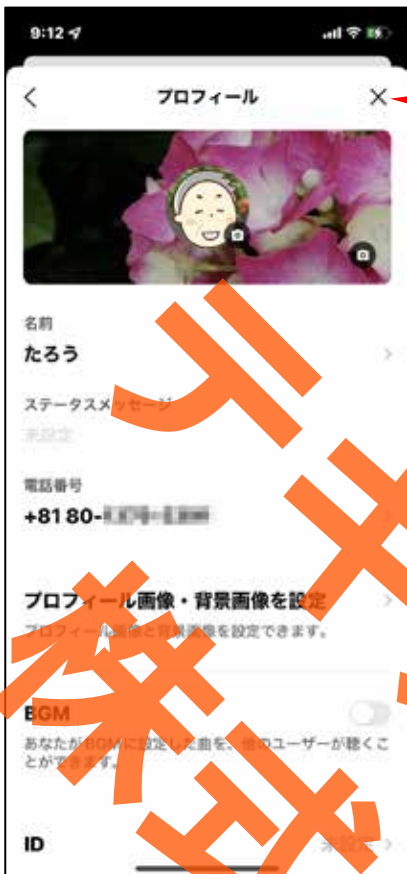 9:12
プロフィール
名前
たろう
ステータスメッセージ
未設定
電話番号
+81 80-
プロフィール画像・背景画像を設定
プロフィール画像と背景画像を設定できます。
BGM
あなたがBGMに設定した曲を、他のユーザーが聴くこ
とができます。
ID
未設定
テキ
株式